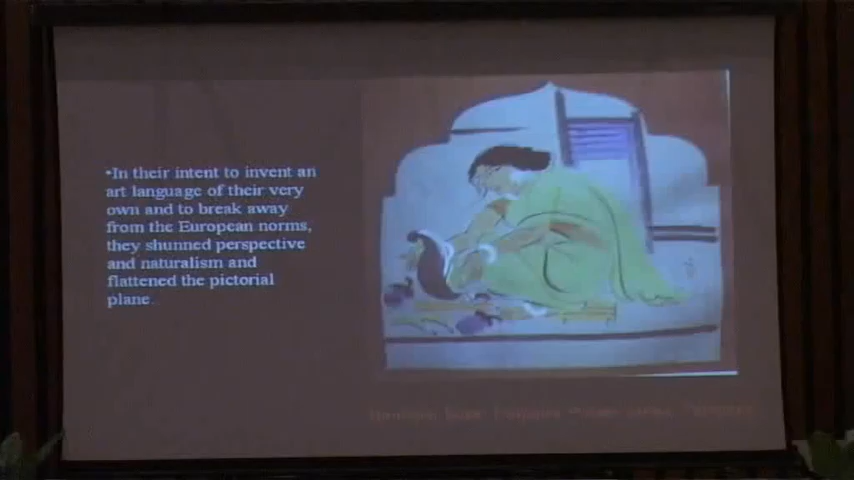 •In their intent to invent an
art language of their very
own and to break away
from the European norms,
they shunned perspective
and naturalism and
flattened the pictorial
plane.